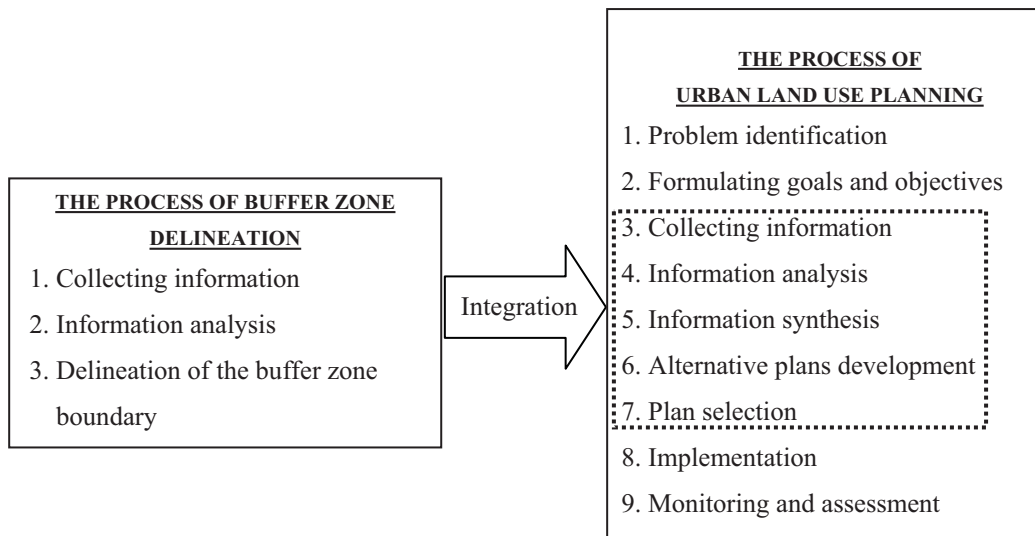 THE PROCESS OF BUFFER ZONE
DELINEATION
1. Collecting information
2. Information analysis
3. Delineation of the buffer zone
boundary
Integration
THE PROCESS OF
URBAN LAND USE PLANNING
1. Problem identification
2. Formulating goals and objectives
3. Collecting information
4. Information analysis
5. Information synthesis
6. Alternative plans development
7. Plan selection
8. Implementation
9. Monitoring and assessment